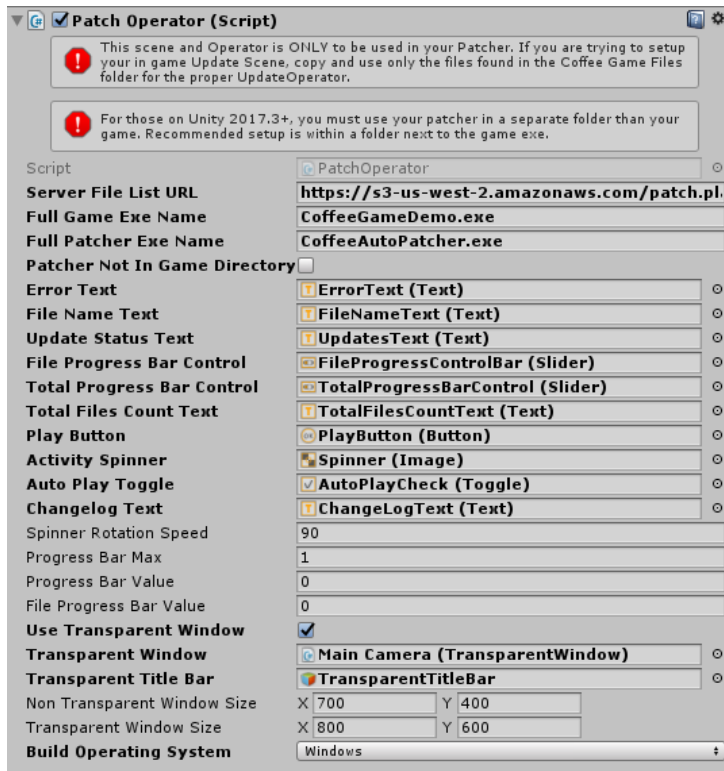 Patch Operator (Script)
This scene and Operator is ONLY to be used in your Patcher. If you are trying to setup
your in game Update Scene, copy and use only the files found in the Coffee Game Files
folder for the proper UpdateOperator.
For those on Unity 2017.3+, you must use your patcher in a separate folder than your
game. Recommended setup is within a folder next to the game exe.
Script PatchOperator
Server File List URL https://s3-us-west-2.amazonaws.com/patch.pl
Full Game Exe Name CoffeeGameDemo.exe
Full Patcher Exe Name CoffeeAutoPatcher.exe
Patcher Not In Game Directory
Error Text ErrorText (Text)
File Name Text FileNameText (Text)
Update Status Text UpdatesText (Text)
File Progress Bar Control FileProgressControlBar (Slider)
Total Progress Bar Control TotalProgressBarControl (Slider)
Total Files Count Text TotalFilesCountText (Text)
Play Button PlayButton (Button)
Activity Spinner Spinner (Image)
Auto Play Toggle AutoPlayCheck (Toggle)
Changelog Text ChangeLogText (Text)
Spinner Rotation Speed 90
Progress Bar Max 1
Progress Bar Value 0
File Progress Bar Value 0
Use Transparent Window
Transparent Window Main Camera (TransparentWindow)
Transparent Title Bar TransparentTitleBar
Non Transparent Window Size X 700 Y 400
Transparent Window Size X 800 Y 600
Build Operating System Windows